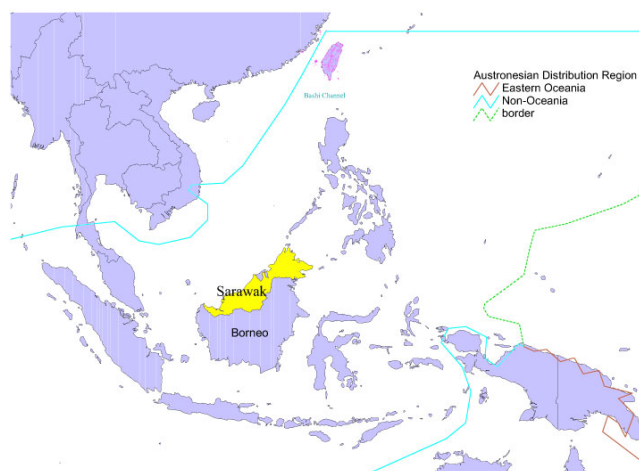 Bashi Channel
Austronesian Distribution Region
Eastern Oceania
Non-Oceania
border
Sarawak
Borneo